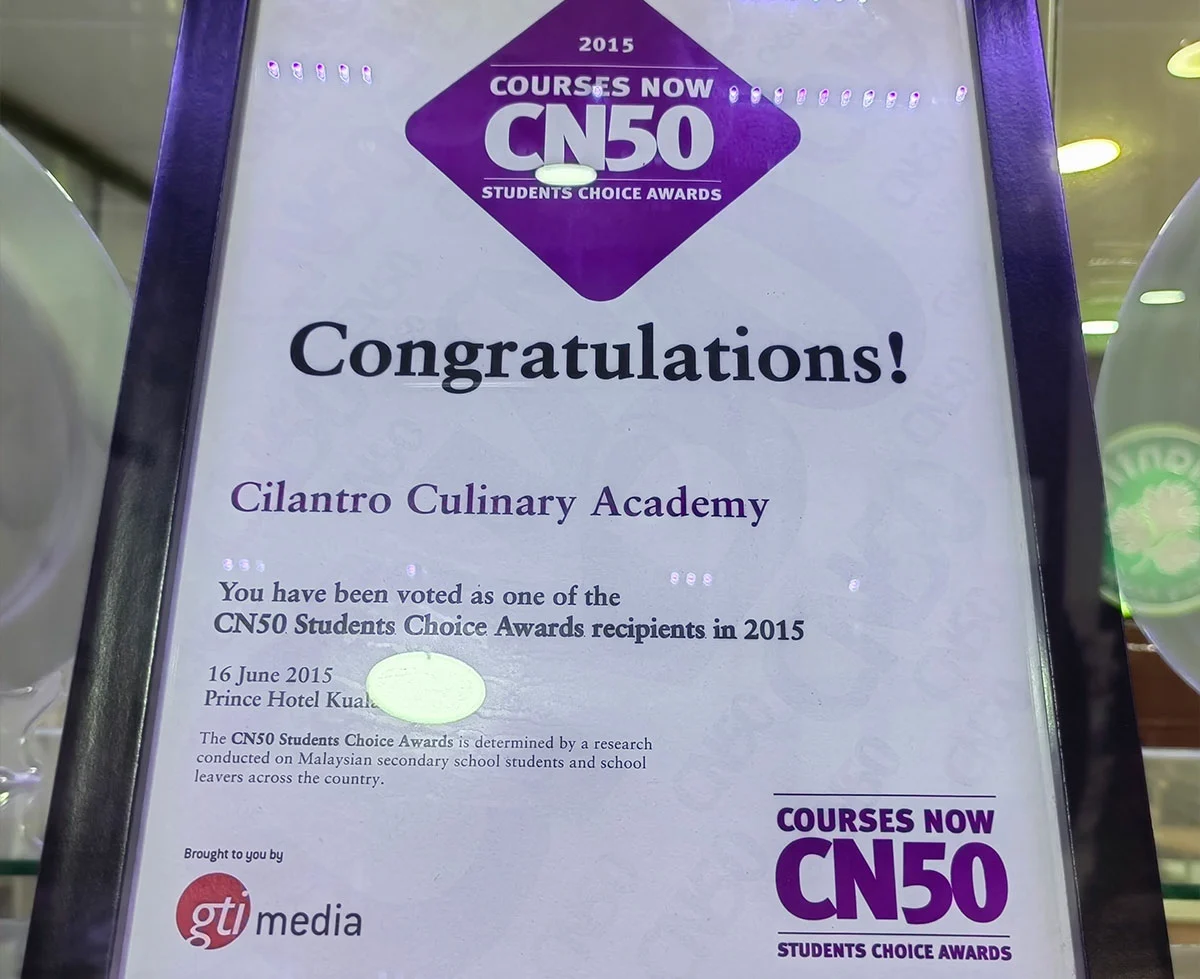 2015
COURSES NOW
CN50
STUDENTS CHOICE AWARDS
Congratulations!
Cilantro Culinary Academy
You have been voted as one of the
CN50 Students Choice Awards recipients in 2015
16 June 2015
Prince Hotel
The CN50 Students Choice Awards is determined by a research
conducted on Malaysian secondary school students and school
leavers across the country.
Brought to you by
gti media
COURSES NOW
CN50
STUDENTS CHOICE AWARDS